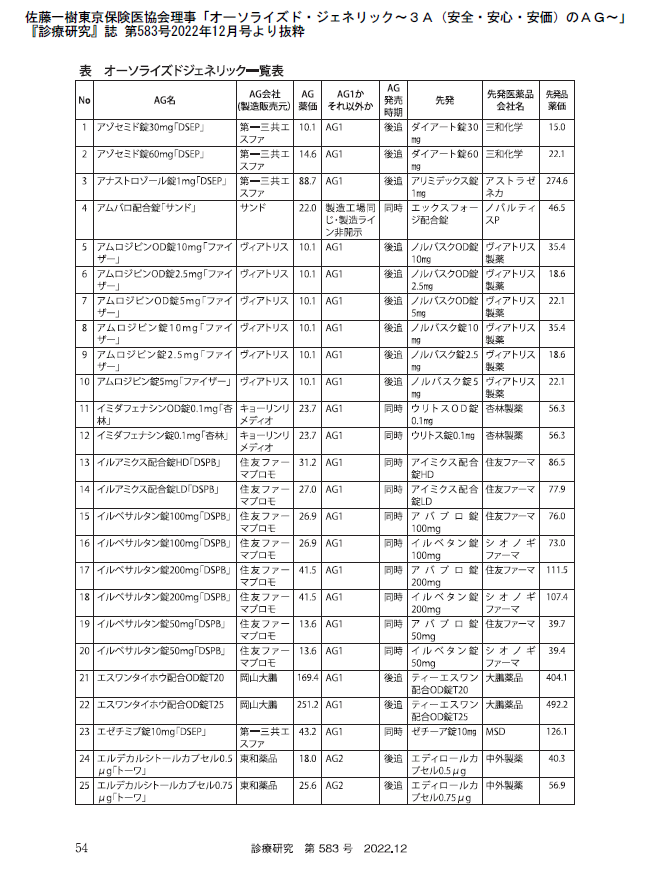 佐藤一樹東京保険医協会理事「オーソライズド・ジェネリック～３Ａ（安全・安心・安価）のＡＧ～」
『診療研究』誌 第583号2022年12月号より抜粋
表 オーソライズドジェネリック一覧表
No AG名 AG会社(製造販売元) AG薬価 AG1かそれ以外か AG発売時期 先発 先発医薬品会社名 先発品薬価
1 アゾセミド錠30mg「DSEP」 第一三共エスファ 10.1 AG1 後追 ダイアート錠30㎎ 三和化学 15.0
2 アゾセミド錠60mg「DSEP」 第一三共エスファ 14.6 AG1 後追 ダイアート錠60㎎ 三和化学 22.1
3 アナストロゾール錠1mg「DSEP」 第一三共エスファ 88.7 AG1 後追 アリミデックス錠1mg アストラゼネカ 274.6
4 アムバロ配合錠「サンド」 サンド 22.0 製造工場同じ・製造ライン非開示 同時 エックスフォージ配合錠 ノバルティスP 46.5
5 アムロジピンOD錠10mg「ファイザー」 ヴィアトリス 10.1 AG1 後追 ノルバスクOD錠10㎎ ヴィアトリス製薬 35.4
6 アムロジピンOD錠2.5mg「ファイザー」 ヴィアトリス 10.1 AG1 後追 ノルバスクOD錠2.5㎎ ヴィアトリス製薬 18.6
7 アムロジピンOD錠5mg「ファイザー」 ヴィアトリス 10.1 AG1 後追 ノルバスクOD錠5㎎ ヴィアトリス製薬 22.1
8 アムロジピン錠10mg「ファイザー」 ヴィアトリス 10.1 AG1 後追 ノルバスク錠10㎎ ヴィアトリス製薬 35.4
9 アムロジピン錠2.5mg「ファイザー」 ヴィアトリス 10.1 AG1 後追 ノルバスク錠2.5㎎ ヴィアトリス製薬 18.6
10 アムロジピン錠5mg「ファイザー」 ヴィアトリス 10.1 AG1 後追 ノルバスク錠5㎎ ヴィアトリス製薬 22.1
11 イミダフェナシンOD錠0.1mg「杏林」 キョーリンリメディオ 23.7 AG1 同時 ウリトスＯＤ錠0.1㎎ 杏林製薬 56.3
12 イミダフェナシン錠0.1mg「杏林」 キョーリンリメディオ 23.7 AG1 同時 ウリトス錠0.1㎎ 杏林製薬 56.3
13 イルアミクス配合錠HD「DSPB」 住友ファーマプロモ 31.2 AG1 同時 アイミクス配合錠HD 住友ファーマ 86.5
14 イルアミクス配合錠LD「DSPB」 住友ファーマプロモ 27.0 AG1 同時 アイミクス配合錠LD 住友ファーマ 77.9
15 イルベサルタン錠100mg「DSPB」 住友ファーマプロモ 26.9 AG1 同時 アバプロ錠100mg 住友ファーマ 76.0
16 イルベサルタン錠100mg「DSPB」 住友ファーマプロモ 26.9 AG1 同時 イルベタン錠100mg シオノギファーマ 73.0
17 イルベサルタン錠200mg「DSPB」 住友ファーマプロモ 41.5 AG1 同時 アバプロ錠200mg 住友ファーマ 111.5
18 イルベサルタン錠200mg「DSPB」 住友ファーマプロモ 41.5 AG1 同時 イルベタン錠200mg シオノギファーマ 107.4
19 イルベサルタン錠50mg「DSPB」 住友ファーマプロモ 13.6 AG1 同時 アバプロ錠50mg 住友ファーマ 39.7
20 イルベサルタン錠50mg「DSPB」 住友ファーマプロモ 13.6 AG1 同時 イルベタン錠50mg シオノギファーマ 39.4
21 エスワンタイホウ配合OD錠T20 岡山大鵬 169.4 AG1 後追 ティーエスワン配合OD錠T20 大鵬薬品 404.1
22 エスワンタイホウ配合OD錠T25 岡山大鵬 251.2 AG1 後追 ティーエスワン配合OD錠T25 大鵬薬品 492.2
23 エゼチミブ錠10mg「DSEP」 第一三共エスファ 43.2 AG1 同時 ゼチーア錠10㎎ MSD 126.1
24 エルデカルシトールカプセル0.5μg「トーワ」 東和薬品 18.0 AG2 後追 エディロールカプセル0.5μg 中外製薬 40.3
25 エルデカルシトールカプセル0.75μg「トーワ」 東和薬品 25.6 AG2 後追 エディロールカプセル0.75μg 中外製薬 56.9
54 診療研究 第 583 号 2022.12